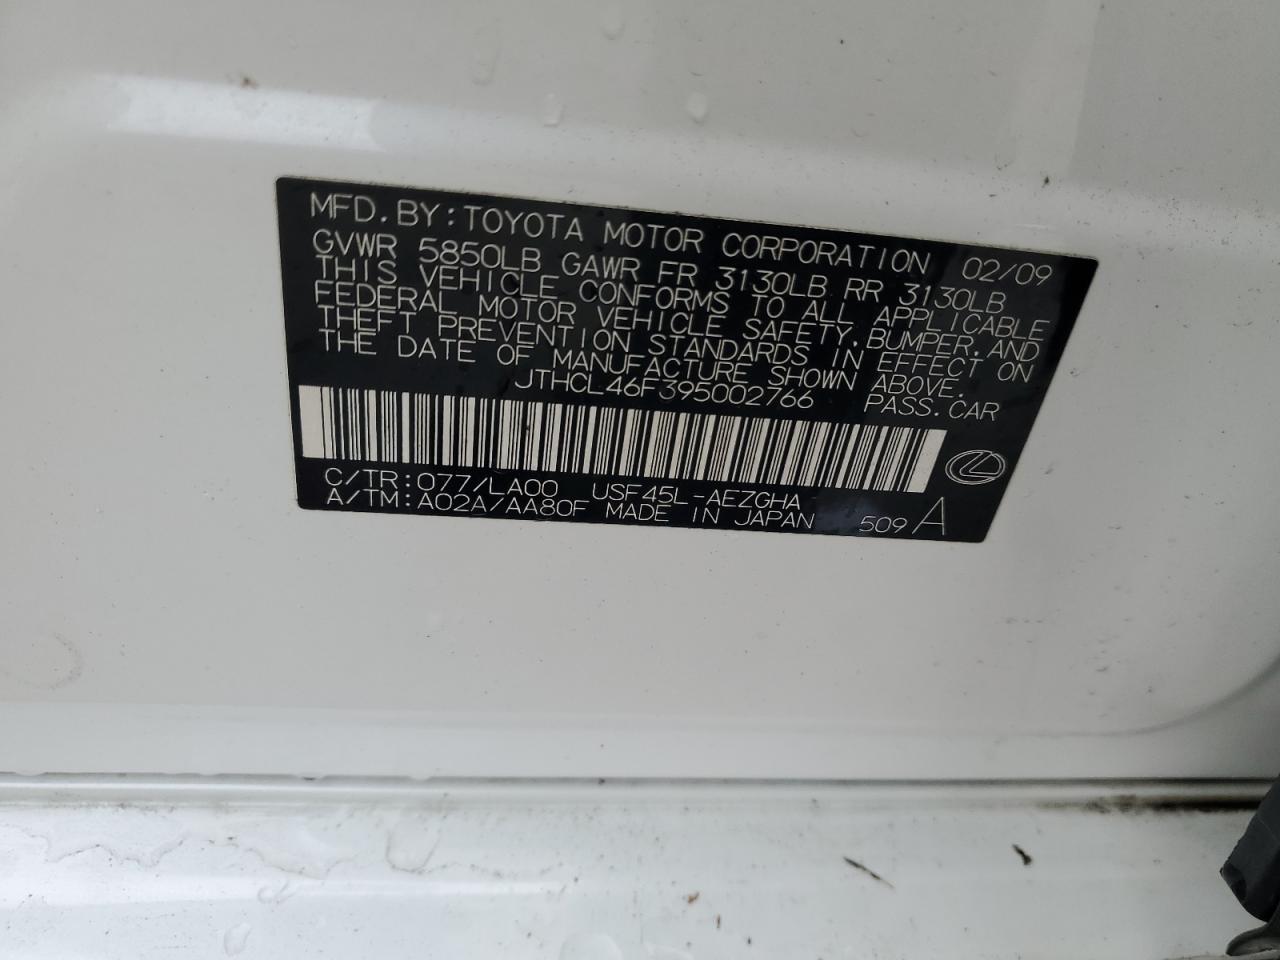 MFD.BY:TOYOTA MOTOR CORPORATION 02/09
GVWR 5850LB GAWR FR 3130LB RR 3130LB
THIS VEHICLE CONFORMS TO ALL APPLICABLE
FEDERAL MOTOR VEHICLE SAFETY,BUMPER,AND
THEFT PREVENTION STANDARDS IN EFFECT ON
THE DATE OF MANUFACTURE SHOWN ABOVE.
JTHCL46F395002766 PASS.CAR
C/TR:077/LA00 USF45L-AEZGHA
A/TM:A02A/AA80F MADE IN JAPAN 509 A